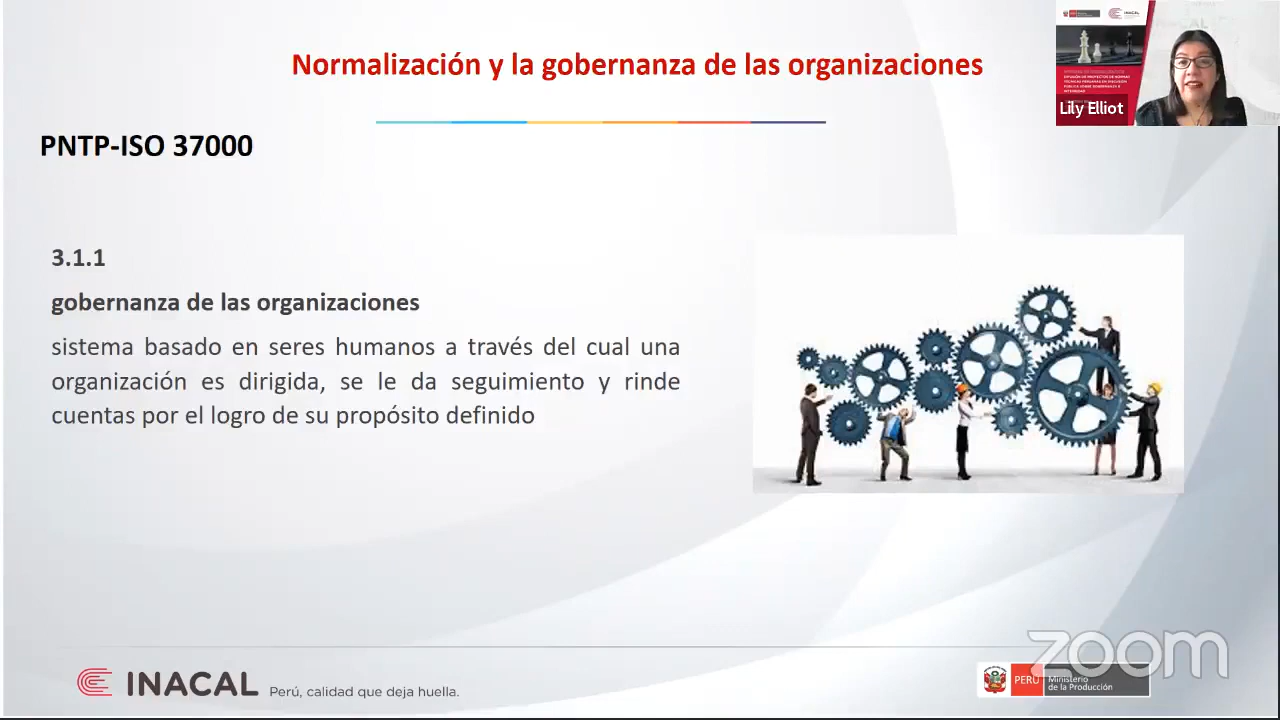 Normalización y la gobernanza de las organizaciones
INACAL
Lily Elliot
PNTP-ISO 37000
3.1.1
gobernanza de las organizaciones
sistema basado en seres humanos a través del cual una
organización es dirigida, se le da seguimiento y rinde
cuentas por el logro de su propósito definido
zoom
INACAL Perú, calidad que deja huella.
PERÚ Ministerio
de la Producción